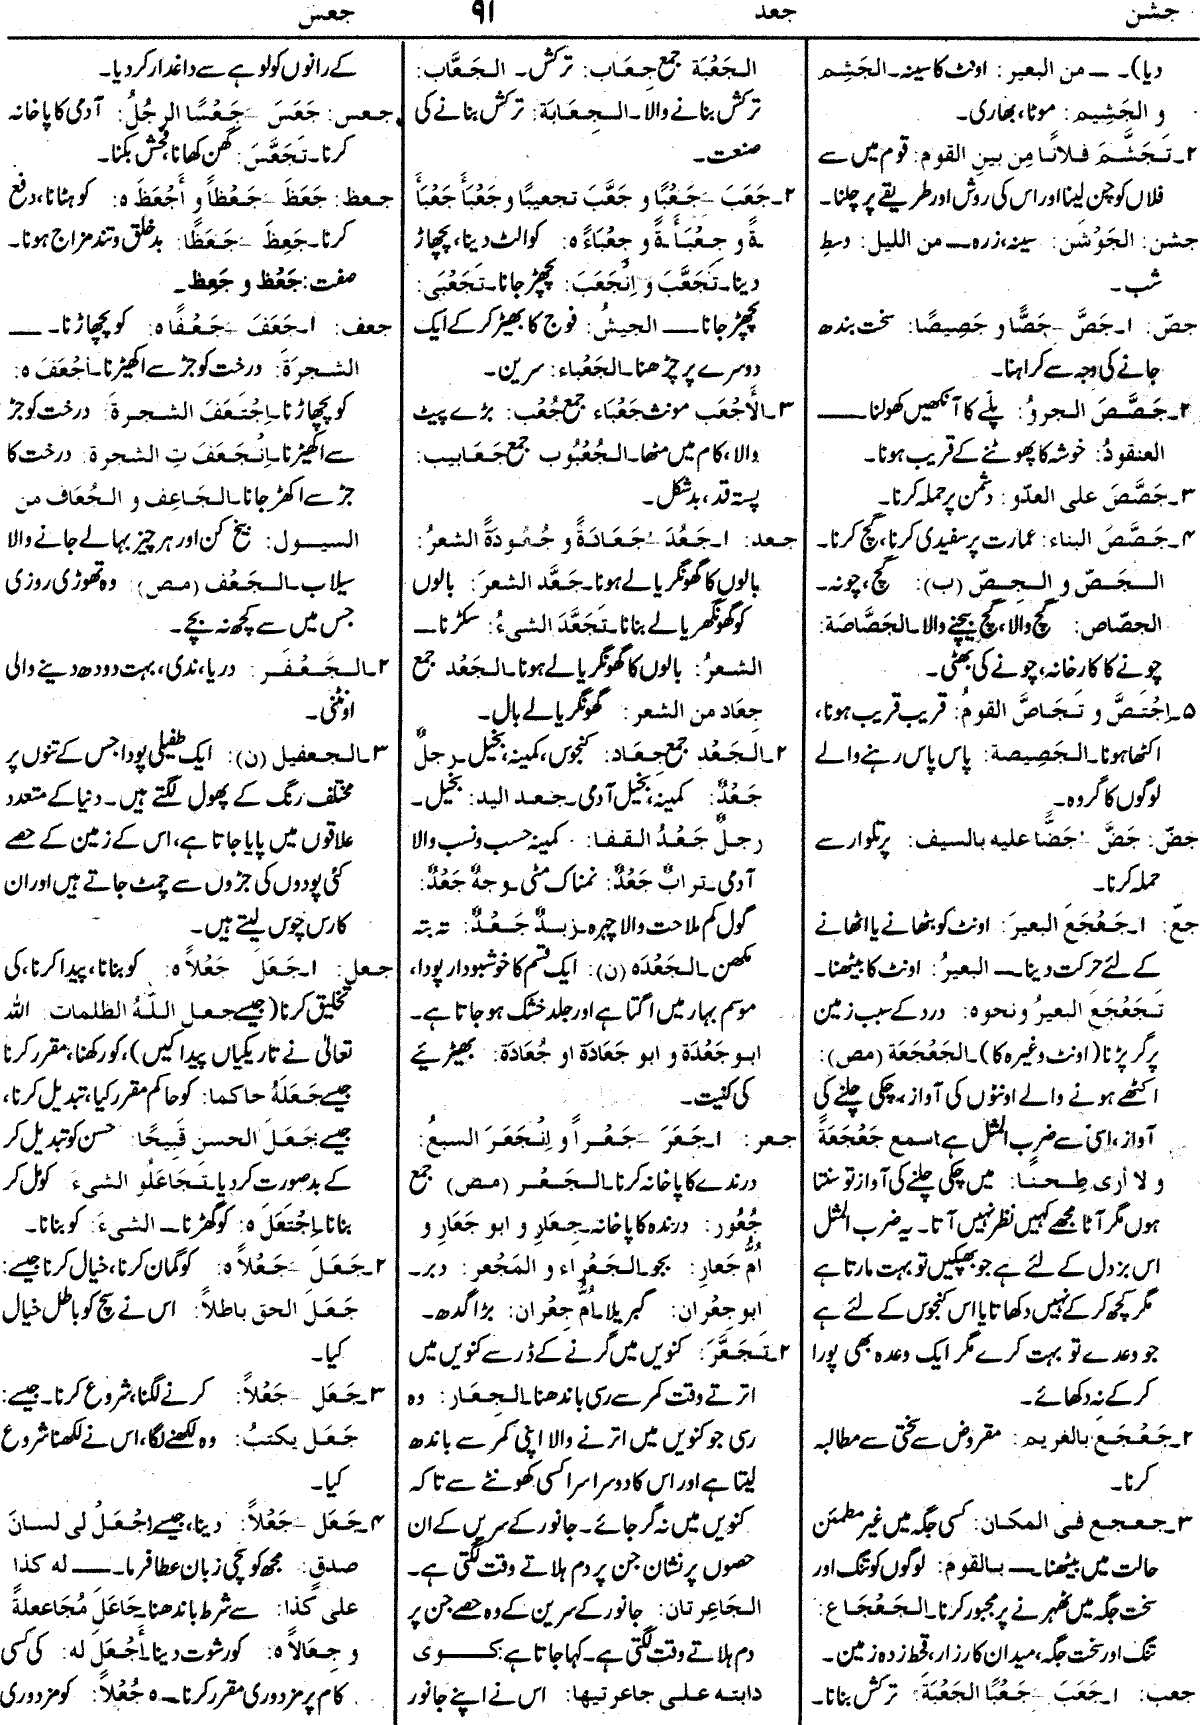 جشن
جعد
۹۱
جعس
دیا)۔ — من البعیر: اونٹ کا سینہ۔ الجَشِم
و الجَشِیم: موٹا، بھاری۔
۲۔تَجَشَّمَ فلانًا مِن بینِ القوم: قوم میں سے
فلاں کو چن لینا اور اس کی روش اور طریقے پر چلنا۔
جشن: الجَوْشَن: سینہ، زرہ۔— من اللیل: وسطِ
شب۔
جصّ: ۱۔جَصَّ -جَصًّا و جَصِیصًا: سخت بندھ
جانے کی وجہ سے کراہنا۔
۲۔جَصَّصَ الجروُ: پلّے کا آنکھیں کھولنا —
العنقودُ: خوشہ کا پھوٹنے کے قریب ہونا۔
۳۔جَصَّصَ علی العدّو: دشمن پر حملہ کرنا۔
۴۔جَصَّصَ البناء: عمارت پر سفیدی کرنا، گچ کرنا۔
الجَصّ و الجِصّ (ب): گچ، چونہ۔
الجصّاص: گچ والا، گچ بیچنے والا۔الجَصَّاصَة:
چونے کا کارخانہ، چونے کی بھٹی۔
۵۔اِجْتَصَّ و تَجَاصَّ القومُ: قریب قریب ہونا،
اکٹھا ہونا۔الجَصِیصة: پاس پاس رہنے والے
لوگوں کا گروہ۔
جضّ: جَضَّ -ُ جَضًّا علیه بالسیف: پر تلوار سے
حملہ کرنا۔
جعّ: ۱۔جَعْجَعَ البعیرَ: اونٹ کو بٹھانے یا اٹھانے
کے لئے حرکت دینا۔— البعیرُ: اونٹ کا بیٹھنا۔
تَجَعْجَعَ البعیرُ ونحوہ: درد کے سبب زمین
پر گر پڑنا (اونٹ وغیرہ کا)۔الجَعْجَعَة (مص):
اکٹھے ہونے والے اونٹوں کی آواز، چکی چلنے کی
آواز، اسی سے ضرب المثل ہے اسمع جَعْجَعَةً
و لا أری طِحنًا: میں چکی چلنے کی آواز تو سنتا
ہوں مگر آٹا مجھے کہیں نظر نہیں آتا۔ یہ ضرب المثل
اس بزدل کے لئے ہے جو بھپکیں تو بہت مارتا ہے
مگر کچھ کر کے نہیں دکھاتا یا اس کنجوس کے لئے ہے
جو وعدے تو بہت کرے مگر ایک وعدہ بھی پورا
کر کے نہ دکھائے۔
۲۔جَعْجَعَ بالغریم: مقروض سے سختی سے مطالبہ
کرنا۔
۳۔جعجع فی المکان: کسی جگہ میں غیر مطمئن
حالت میں بیٹھنا۔— بالقوم: لوگوں کو تنگ اور
سخت جگہ میں ٹھہرنے پر مجبور کرنا۔الجَعْجَاع:
تنگ اور سخت جگہ، میدان کارزار، قحط زدہ زمین۔
جعب: ۱۔جَعَبَ -جَعْبًا الجَعْبَةَ: ترکش بنانا۔
الجَعْبَة جمع جِعَاب: ترکش۔ الجَعَّاب:
ترکش بنانے والا۔الجِعَابَة: ترکش بنانے کی
صنعت۔
۲۔جَعَبَ -جَعْبًا و جَعَّبَ تجعیبًا و جَعْبَأَ جَعْبَأَ
ةً و جِعْبَأَةً و جِعْبَاءً ہ: کو الٹ دینا، پچھاڑ
دینا۔تَجَعَّبَ وَ اِنْجَعَبَ: پچھڑ جانا۔تَجَعْبَی:
پچھڑ جانا — الجیشُ: فوج کا بھیڑ کر کے ایک
دوسرے پر چڑھنا۔الجَعْباء: سرین۔
۳۔الأَجْعَب مونث جَعْبَاء جمع جُعْب: بڑے پیٹ
والا، کام میں مٹھا۔الجُعْبُوب جمع جَعَابیب:
پستہ قد، بدشکل۔
جعد: ۱۔جَعُدَ -ُجَعَادَةً و جُعُودَةً الشعرُ:
بالوں کا گھونگریالے ہونا۔جَعَّد الشعرَ: بالوں
کو گھونگھریالے بنانا۔تَجَعَّدَ الشیءُ: سکڑنا۔—
الشعرُ: بالوں کا گھونگریالے ہونا۔الجَعْد جمع
جِعَاد من الشعر: گھونگریالے بال۔
۲۔الجَعْد جمع جِعَاد: کنجوس، کمینہ، بخیل۔رجلٌ
جَعْدٌ: کمینہ، بخیل آدمی۔جعد الید: بخیل۔
رجلٌ جَعْدُ القفا: کمینہ حسب و نسب والا
آدمی۔ترابٌ جَعْدٌ: نمناک مٹی۔وجهٌ جَعْدٌ:
گول کم ملاحت والا چہرہ۔زبدٌ جَعْدٌ: تہ بتہ
مکھن۔الجَعْدَہ (ن): ایک قسم کا خوشبودار پودا،
موسم بہار میں اگتا ہے اور جلد خشک ہو جاتا ہے۔
ابو جَعْدَة و ابو جَعَادَة او جُعَادَة: بھیڑیئے
کی کنیت۔
جعر: ۱۔جَعَرَ -جَعْراً و اِنْجَعَرَ السبعُ:
درندے کا پاخانہ کرنا۔الجَعْر (مص) جمع
جُعُور: درندہ کا پاخانہ۔جِعَارِ و ابو جَعَار و
اُمُّ جَعَارِ: بجو۔الجَعْراء و المَجْعر: دبر۔
ابو جعْران: گبریلا۔اُمُّ جِعْران: بڑا گدھ۔
۲۔تَجَعَّرَ: کنویں میں گرنے کے ڈر سے کنویں میں
اترتے وقت کمر سے رسی باندھنا۔الجِعَار: وہ
رسی جو کنویں میں اترنے والا اپنی کمر سے باندھ
لیتا ہے اور اس کا دوسرا سرا کسی کھونٹے سے تا کہ
کنویں میں نہ گر جائے۔ جانور کے سرین کے ان
حصوں پر نشان جن پر دم ہلاتے وقت لگتی ہے۔
الجَاعِرتان: جانور کے سرین کے وہ حصے جن پر
دم ہلاتے وقت لگتی ہے۔ کہا جاتا ہے: کوی
دابته علی جاعرتیها: اس نے اپنے جانور
کے رانوں کو لوہے سے داغدار کر دیا۔
جعس: جَعَسَ -جَعْسًا الرجُلُ: آدمی کا پاخانہ
کرنا۔تَجَعَّسَ: گھن کھانا، فحش بکنا۔
جعظ: جَعَظَ -جَعْظاً و أَجْعَظَ ہ: کو ہٹانا، دفع
کرنا۔جَعِظَ -جَعَظًا: بدخلق و تند مزاج ہونا۔
صفت: جَعْظ و جَعِظ۔
جعف: ۱۔جَعَفَ -جَعْفًا ہ: کو پچھاڑنا۔—
الشجرةَ: درخت کو جڑ سے اکھیڑنا۔اَجْعَفَ ہ:
کو پچھاڑنا۔اِجْتَعَفَ الشجرة: درخت کو جڑ
سے اکھیڑنا۔اِنْجَعَفَ تِ الشجرة: درخت کا
جڑ سے اکھڑ جانا۔الجَاعِف و الجُعَاف من
السیول: بیخ کن اور ہر چیز بہالے جانے والا
سیلاب۔الجَعْف (مص): وہ تھوڑی روزی
جس میں سے کچھ نہ بچے۔
۲۔الجَعْفَر: دریا، ندی، بہت دودھ دینے والی
اونٹنی۔
۳۔الجعفیل (ن): ایک طفیلی پودا جس کے تنوں پر
مختلف رنگ کے پھول لگتے ہیں۔ دنیا کے متعدد
علاقوں میں پایا جاتا ہے، اس کے زمین کے حصے
کئی پودوں کی جڑوں سے چمٹ جاتے ہیں اور ان
کا رس چوس لیتے ہیں۔
جعل: ۱۔جَعَلَ جَعْلاً ہ: کو بنانا، پیدا کرنا، کی
تخلیق کرنا (جیسے جعل اللّٰهُ الظلمات: اللہ
تعالیٰ نے تاریکیاں پیدا کیں)، کو رکھنا، مقرر کرنا
جیسے جَعَلَهُ حاکما: کو حاکم مقرر کیا، تبدیل کرنا،
جیسے جَعَلَ الحسن قَبِیحًا: حسن کو تبدیل کر
کے بدصورت کر دیا۔تَجَاعَلُو الشیءَ: کو مل کر
بنانا۔اِجْتَعَلَ ہ: کو گھڑنا۔— الشیءَ: کو بنانا۔
۲۔جَعَلَ -جَعْلاً ہ: کو گمان کرنا، خیال کرنا جیسے:
جَعَلَ الحق باطلاً: اس نے سچ کو باطل خیال
کیا۔
۳۔جَعَل -جَعْلاً: کرنے لگنا، شروع کرنا۔ جیسے:
جَعَل یکتبُ: وہ لکھنے لگا، اس نے لکھنا شروع
کیا۔
۴۔جَعَل -جَعْلاً: دینا، جیسے اجْعَلْ لی لسانَ
صدقٍ: مجھ کو سچی زبان عطا فرما۔— له کذا
علی کذا: سے شرط باندھنا۔جَاعَلَ مُجَاعلةً
و جِعَالاً ہ: کو رشوت دینا۔أَجْعَلَ له: کی کسی
کام پر مزدوری مقرر کرنا۔— ہ جُعْلاً: کو مزدوری